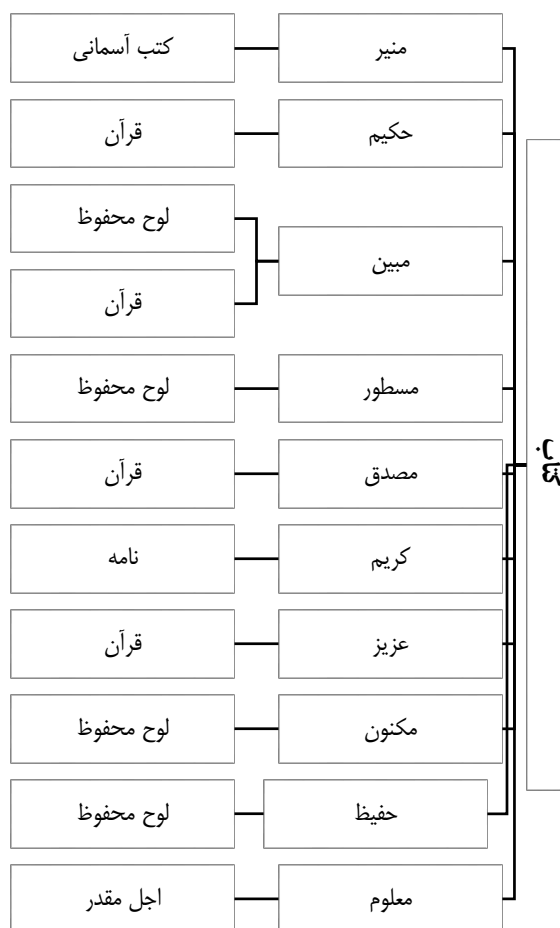 کتاب
منیر
کتب آسمانی
حکیم
قرآن
مبین
لوح محفوظ
قرآن
مسطور
لوح محفوظ
مصدق
قرآن
کریم
نامه
عزیز
قرآن
مکنون
لوح محفوظ
حفیظ
لوح محفوظ
معلوم
اجل مقدر